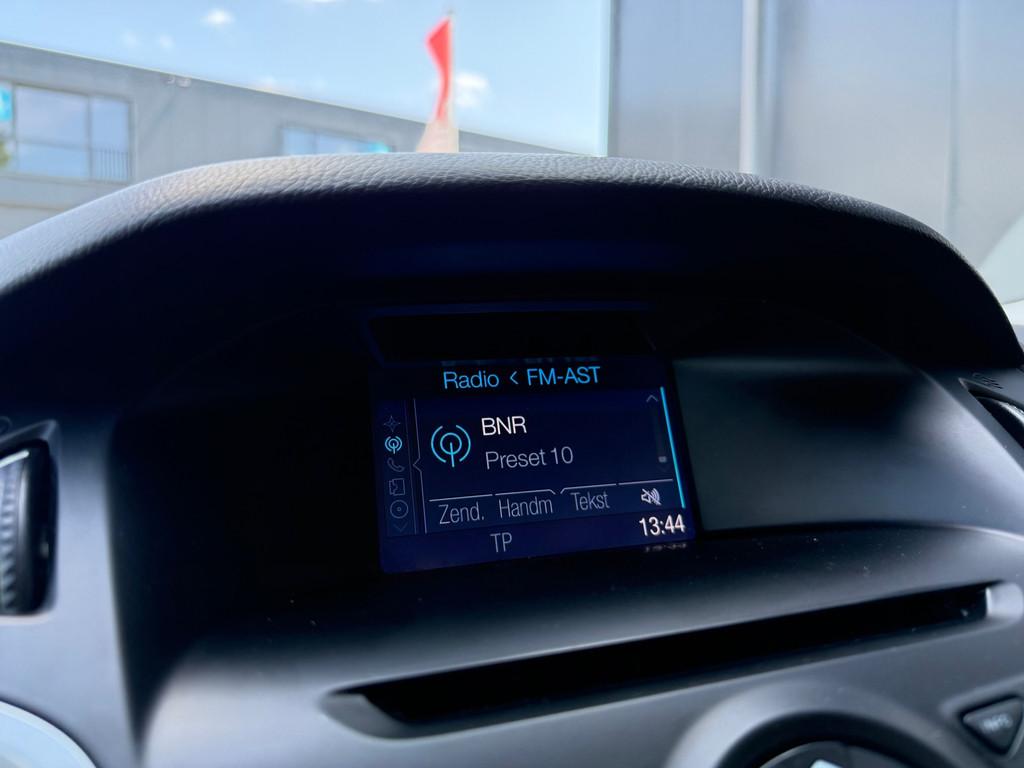 Radio < FM-AST
BNR
Preset 10
Zend. Handm Tekst
TP 13:44